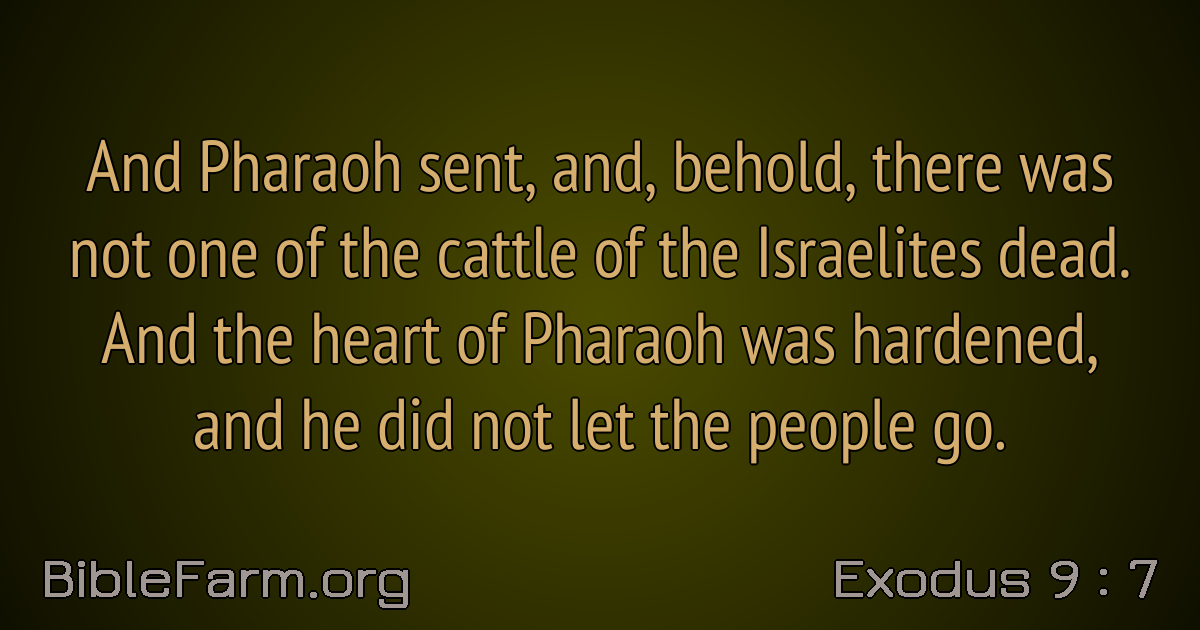 And Pharaoh sent, and, behold, there was
not one of the cattle of the Israelites dead.
And the heart of Pharaoh was hardened,
and he did not let the people go.
BibleFarm.org
Exodus 9 : 7